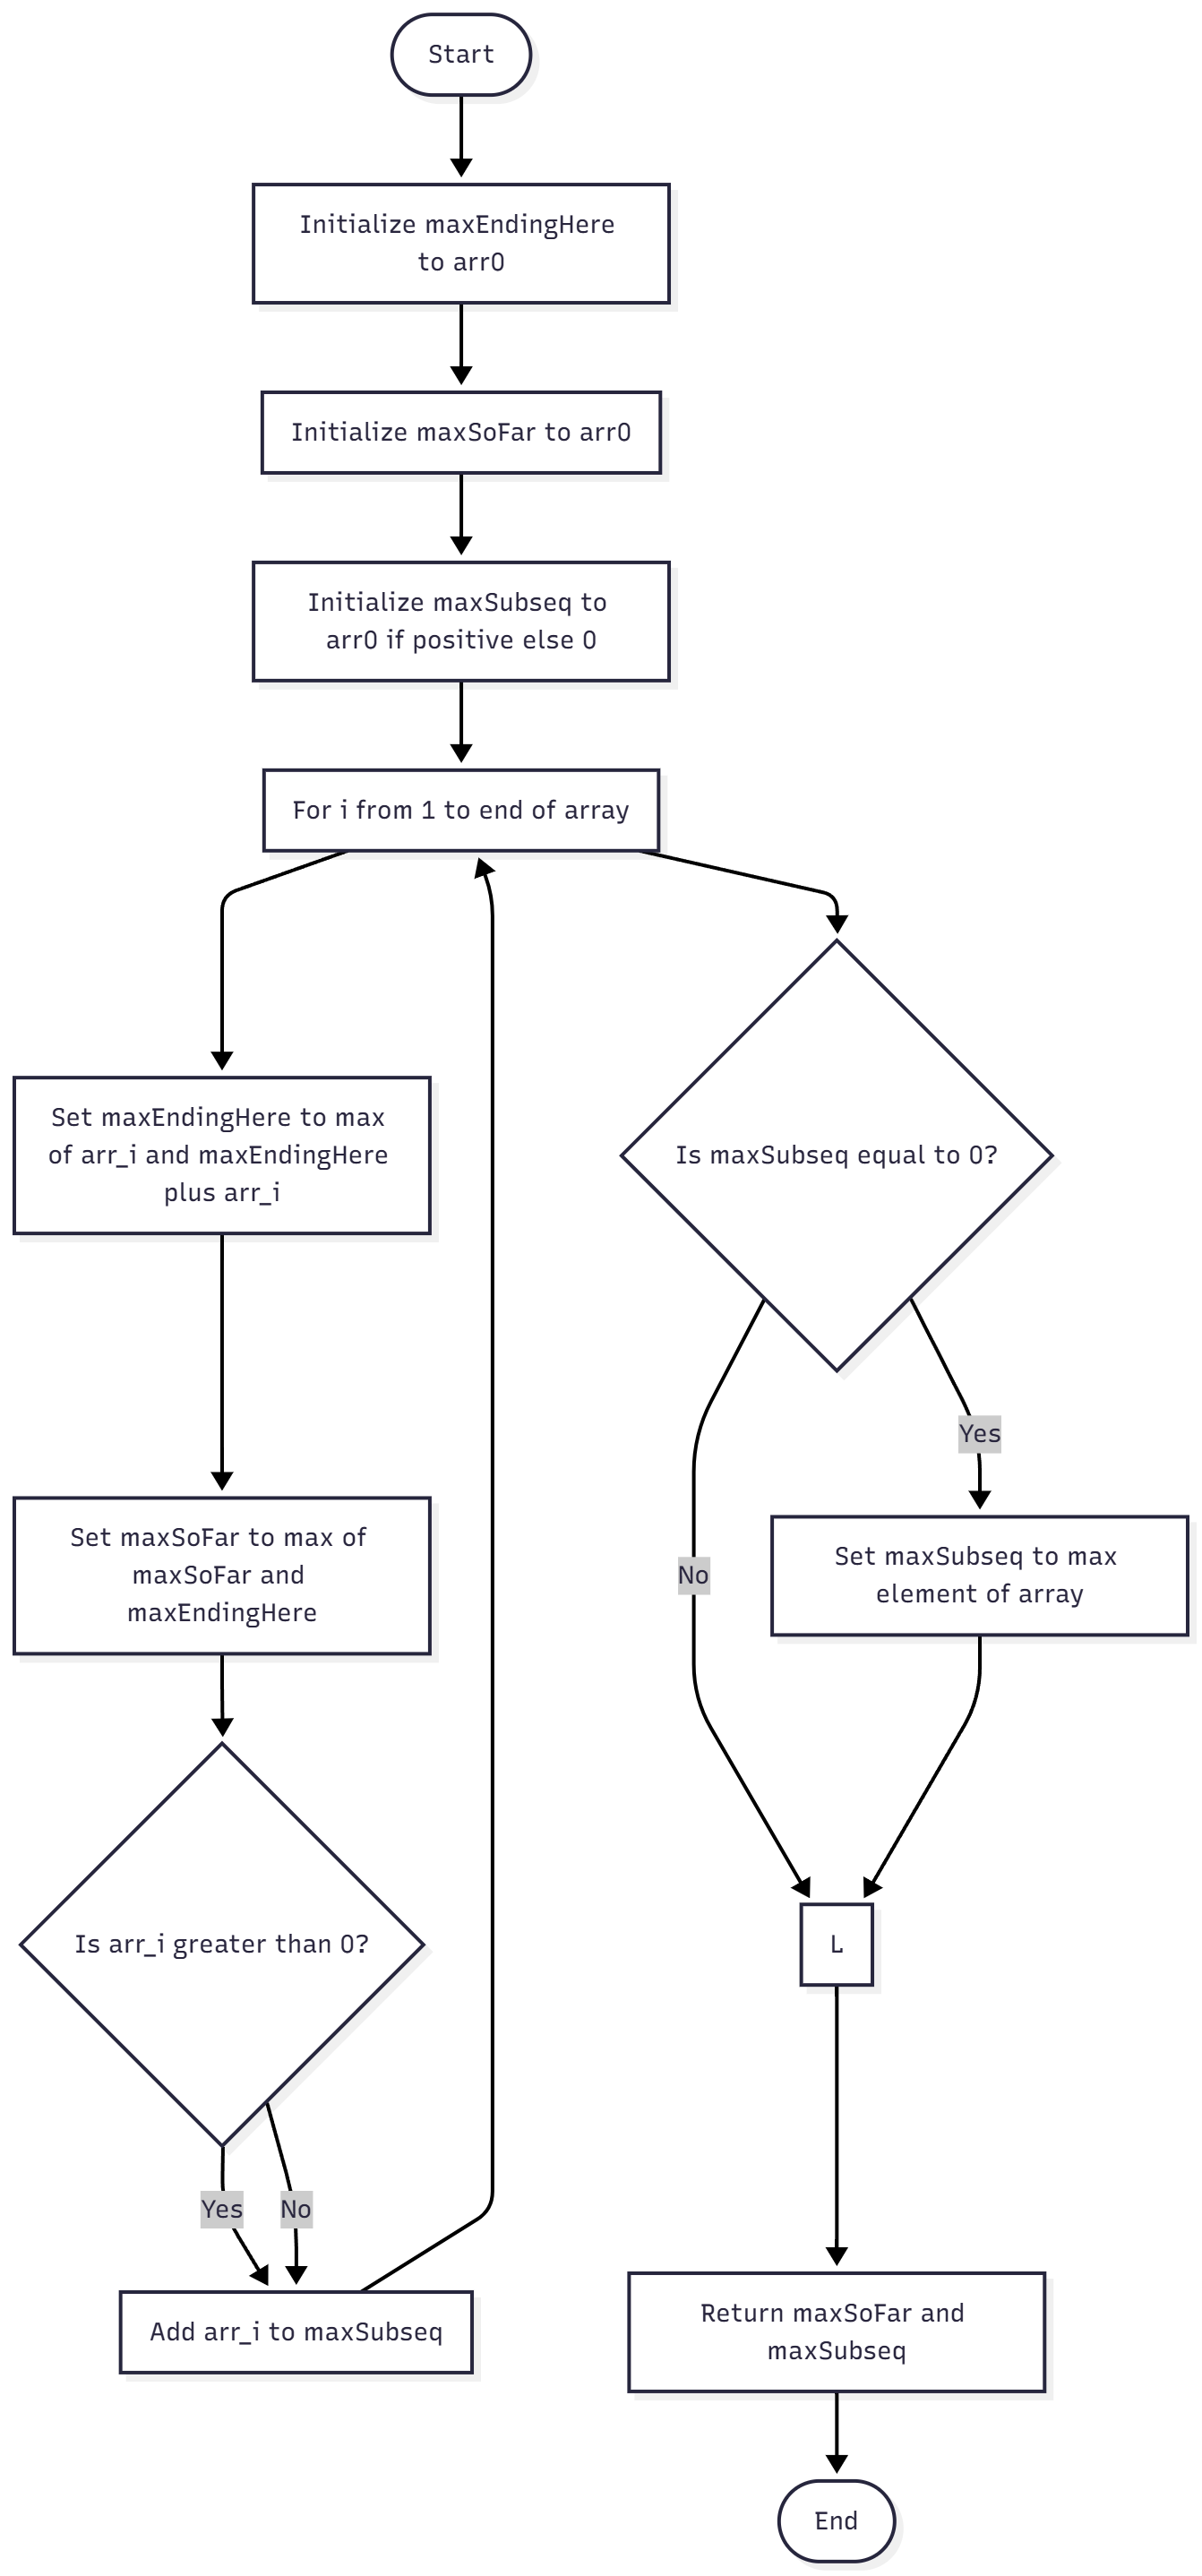 Start
Initialize maxEndingHere
to arr0
Initialize maxSoFar to arr0
Initialize maxSubseq to
arr0 if positive else 0
For i from 1 to end of array
Set maxEndingHere to max
of arr_i and maxEndingHere
plus arr_i
Is maxSubseq equal to 0?
Yes
No
Set maxSoFar to max of
maxSoFar and
maxEndingHere
Set maxSubseq to max
element of array
Is arr_i greater than 0?
L
Yes
No
Add arr_i to maxSubseq
Return maxSoFar and
maxSubseq
End